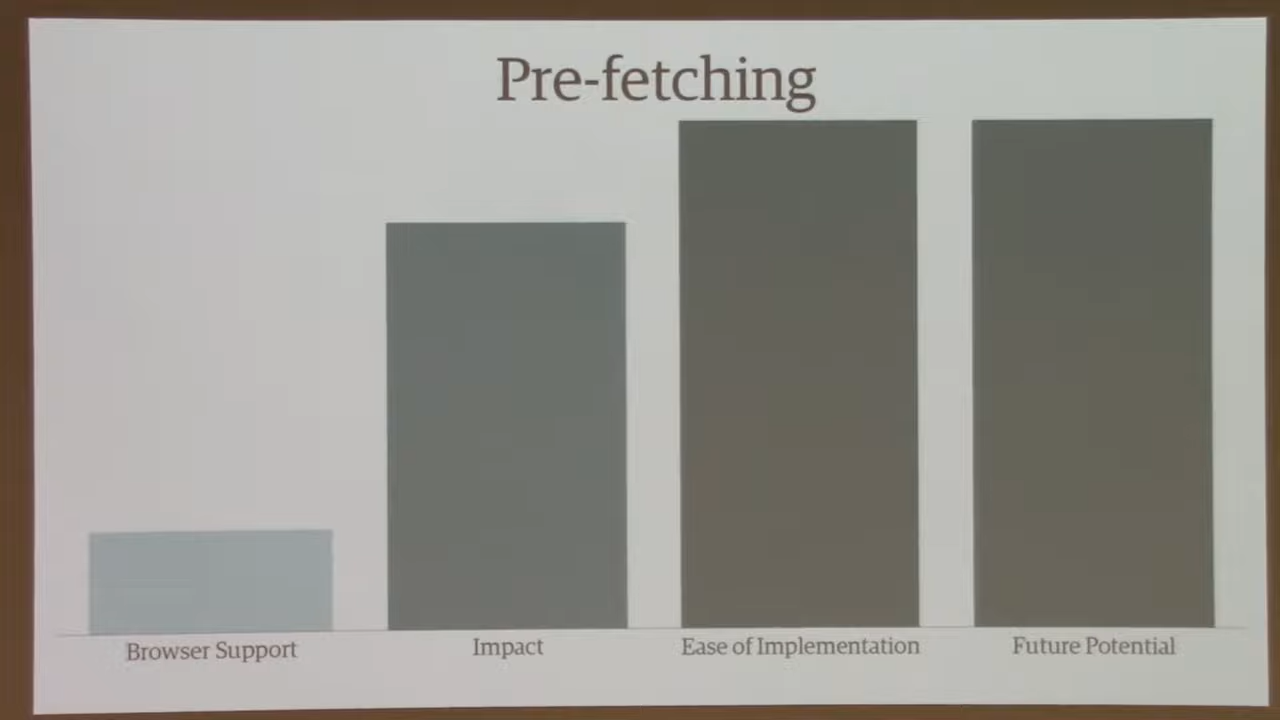 Pre-fetching
Browser Support
Impact
Ease of Implementation
Future Potential